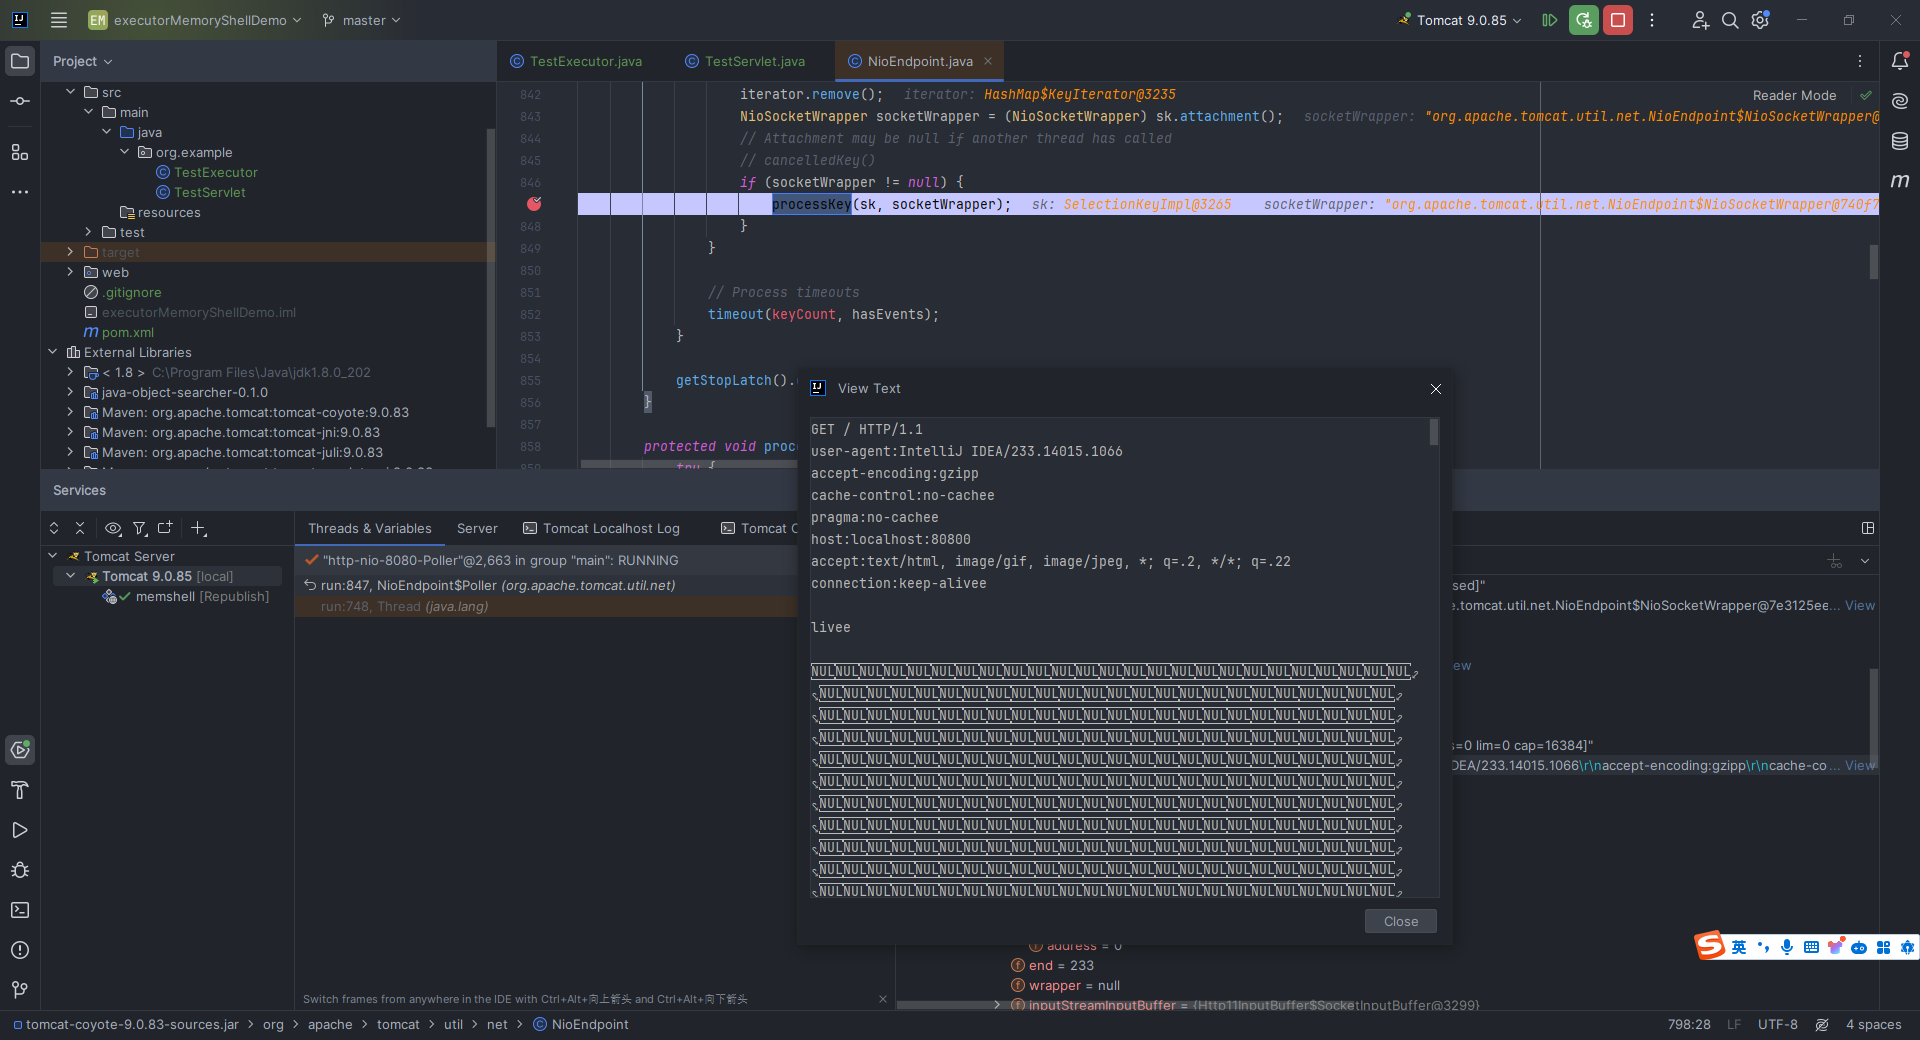 EM executorMemoryShellDemo master Tomcat 9.0.85
Project
TestExecutor.java TestServlet.java NioEndpoint.java
src
main
java
org.example
TestExecutor
TestServlet
resources
test
target
web
.gitignore
executorMemoryShellDemo.iml
pom.xml
External Libraries
< 1.8 > C:\Program Files\Java\jdk1.8.0_202
java-object-searcher-0.1.0
Maven: org.apache.tomcat:tomcat-coyote:9.0.83
Maven: org.apache.tomcat:tomcat-jni:9.0.83
Maven: org.apache.tomcat:tomcat-juli:9.0.83
Reader Mode
842 iterator.remove(); iterator: HashMap$KeyIterator@3235
843 NioSocketWrapper socketWrapper = (NioSocketWrapper) sk.attachment(); socketWrapper: "org.apache.tomcat.util.net.NioEndpoint$NioSocketWrapper@
844 // Attachment may be null if another thread has called
845 // cancelledKey()
846 if (socketWrapper != null) {
processKey(sk, socketWrapper); sk: SelectionKeyImpl@3265 socketWrapper: "org.apache.tomcat.util.net.NioEndpoint$NioSocketWrapper@740f7
848 }
849 }
850
851 // Process timeouts
852 timeout(keyCount, hasEvents);
853 }
854
855 getStopLatch().
856 }
857
858 protected void proc
859 try {
Services
Threads & Variables Server Tomcat Localhost Log Tomcat C
Tomcat Server
Tomcat 9.0.85 [local]
memshell [Republish]
"http-nio-8080-Poller"@2,663 in group "main": RUNNING
run:847, NioEndpoint$Poller (org.apache.tomcat.util.net)
run:748, Thread (java.lang)
View Text
GET / HTTP/1.1
user-agent:IntelliJ IDEA/233.14015.1066
accept-encoding:gzipp
cache-control:no-cachee
pragma:no-cachee
host:localhost:80800
accept:text/html, image/gif, image/jpeg, *; q=.2, */*; q=.22
connection:keep-alivee
livee
NULNULNULNULNULNULNULNULNULNULNULNULNULNULNULNULNULNULNULNULNULNULNULNULNUL
NULNULNULNULNULNULNULNULNULNULNULNULNULNULNULNULNULNULNULNULNULNULNULNUL
NULNULNULNULNULNULNULNULNULNULNULNULNULNULNULNULNULNULNULNULNULNULNULNUL
NULNULNULNULNULNULNULNULNULNULNULNULNULNULNULNULNULNULNULNULNULNULNULNUL
NULNULNULNULNULNULNULNULNULNULNULNULNULNULNULNULNULNULNULNULNULNULNULNUL
NULNULNULNULNULNULNULNULNULNULNULNULNULNULNULNULNULNULNULNULNULNULNULNUL
NULNULNULNULNULNULNULNULNULNULNULNULNULNULNULNULNULNULNULNULNULNULNULNUL
NULNULNULNULNULNULNULNULNULNULNULNULNULNULNULNULNULNULNULNULNULNULNULNUL
NULNULNULNULNULNULNULNULNULNULNULNULNULNULNULNULNULNULNULNULNULNULNULNUL
NULNULNULNULNULNULNULNULNULNULNULNULNULNULNULNULNULNULNULNULNULNULNULNUL
NULNULNULNULNULNULNULNULNULNULNULNULNULNULNULNULNULNULNULNULNULNULNULNUL
Close
sed]"
.tomcat.util.net.NioEndpoint$NioSocketWrapper@7e3125ee... View
ew
s=0 lim=0 cap=16384]"
DEA/233.14015.1066\r\naccept-encoding:gzipp\r\ncache-co... View
address = 0
end = 233
wrapper = null
inputStreamInputBuffer = {Http11InputBuffer$SocketInputBuffer@3299}
英
Switch frames from anywhere in the IDE with Ctrl+Alt+向上箭头 and Ctrl+Alt+向下箭头
tomcat-coyote-9.0.83-sources.jar > org > apache > tomcat > util > net > NioEndpoint
798:28 LF UTF-8 4 spaces